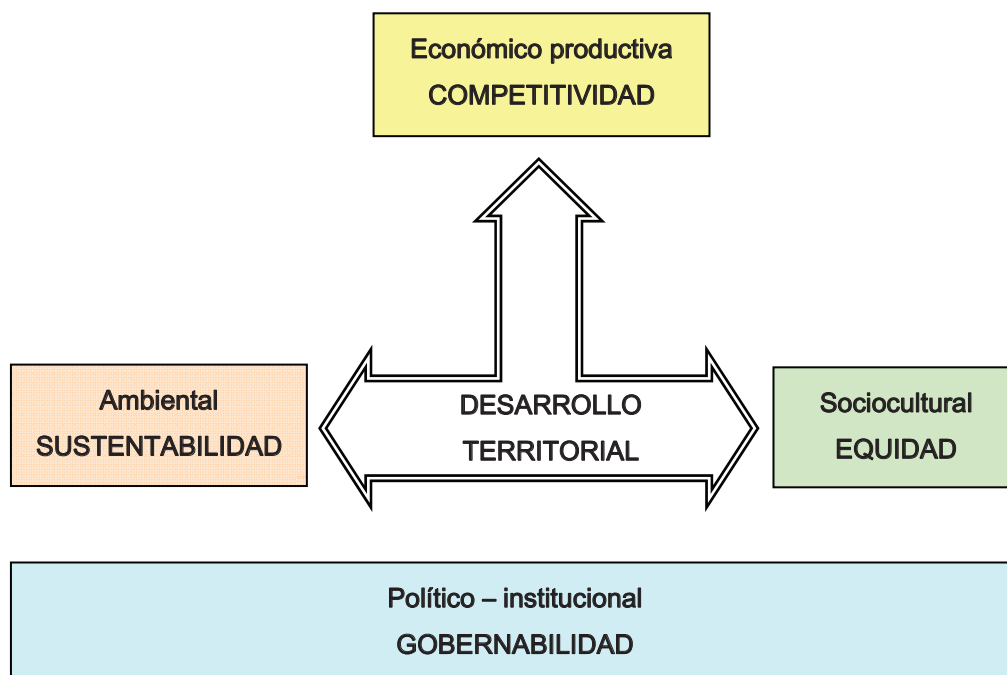 Económico productiva
COMPETITIVIDAD
Ambiental
SUSTENTABILIDAD
DESARROLLO
TERRITORIAL
Sociocultural
EQUIDAD
Político – institucional
GOBERNABILIDAD